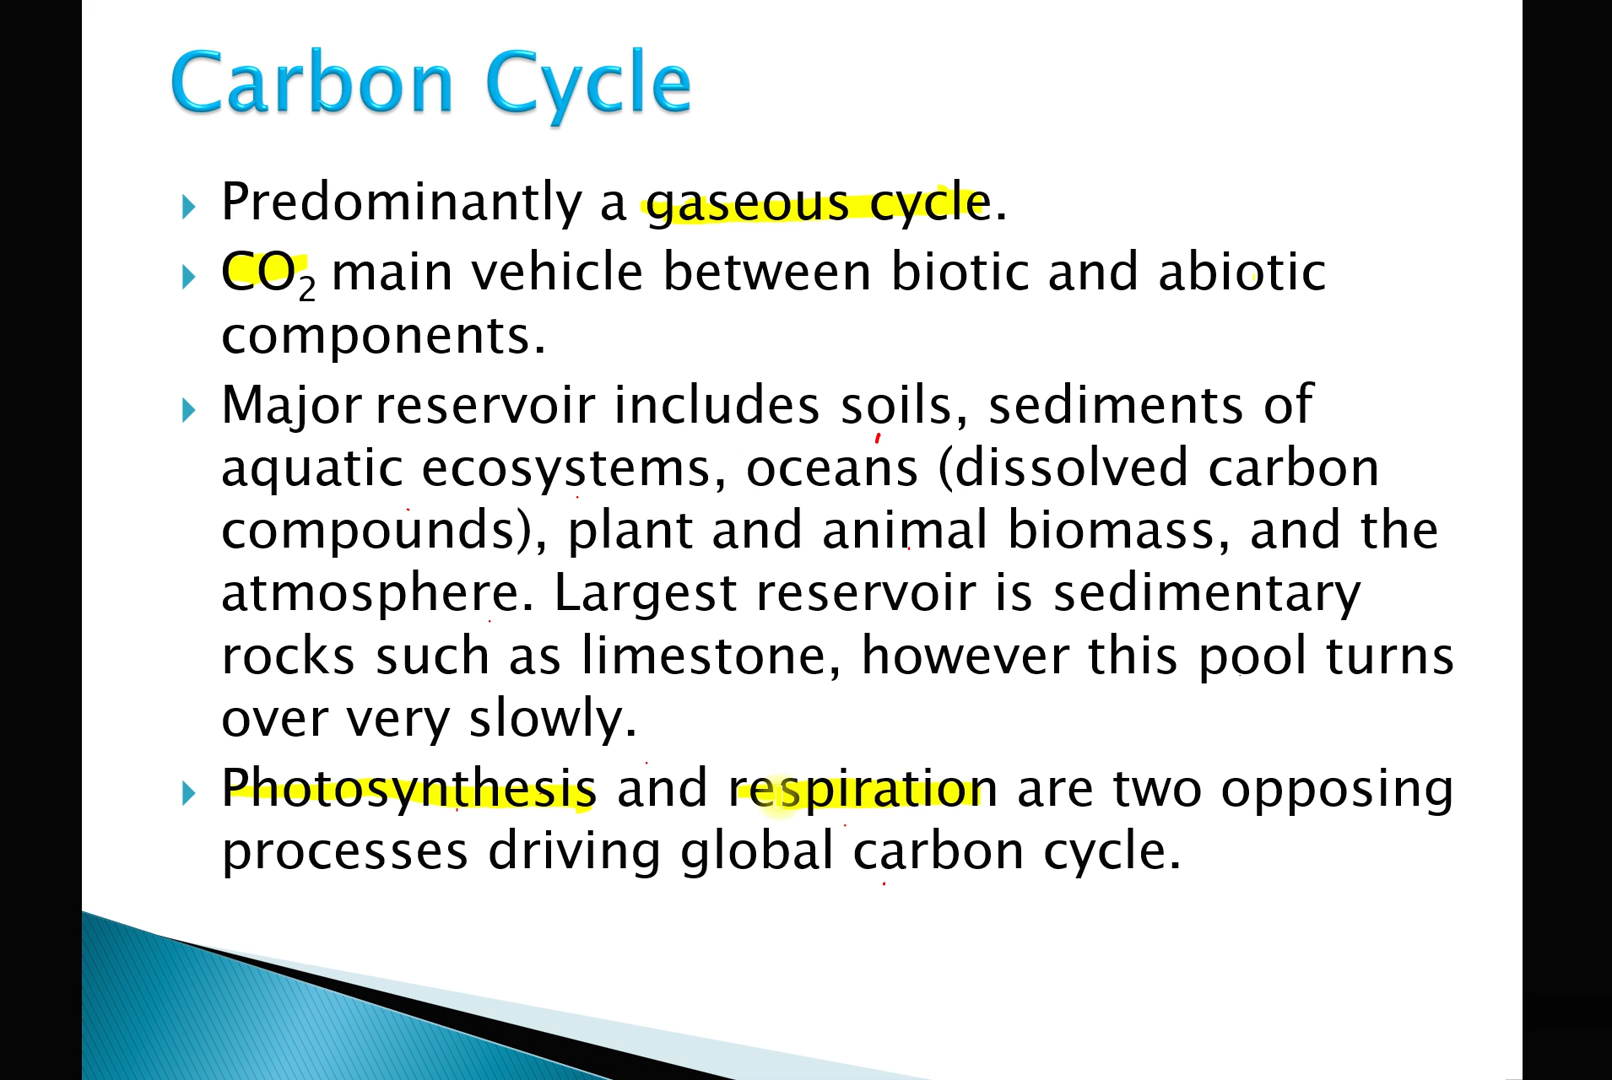 Carbon Cycle
Predominantly a gaseous cycle.
CO₂ main vehicle between biotic and abiotic
components.
Major reservoir includes soils, sediments of
aquatic ecosystems, oceans (dissolved carbon
compounds), plant and animal biomass, and the
atmosphere. Largest reservoir is sedimentary
rocks such as limestone, however this pool turns
over very slowly.
Photosynthesis and respiration are two opposing
processes driving global carbon cycle.